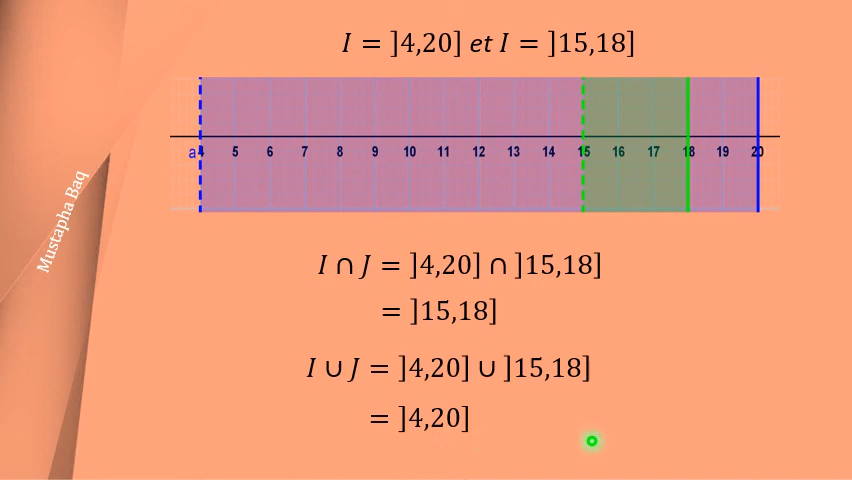 I = ]4,20] et I = ]15,18]
a 4 5 6 7 8 9 10 11 12 13 14 15 16 17 18 19 20
Mustapha Baq
I ∩ J = ]4,20] ∩ ]15,18]
= ]15,18]
I ∪ J = ]4,20] ∪ ]15,18]
= ]4,20]